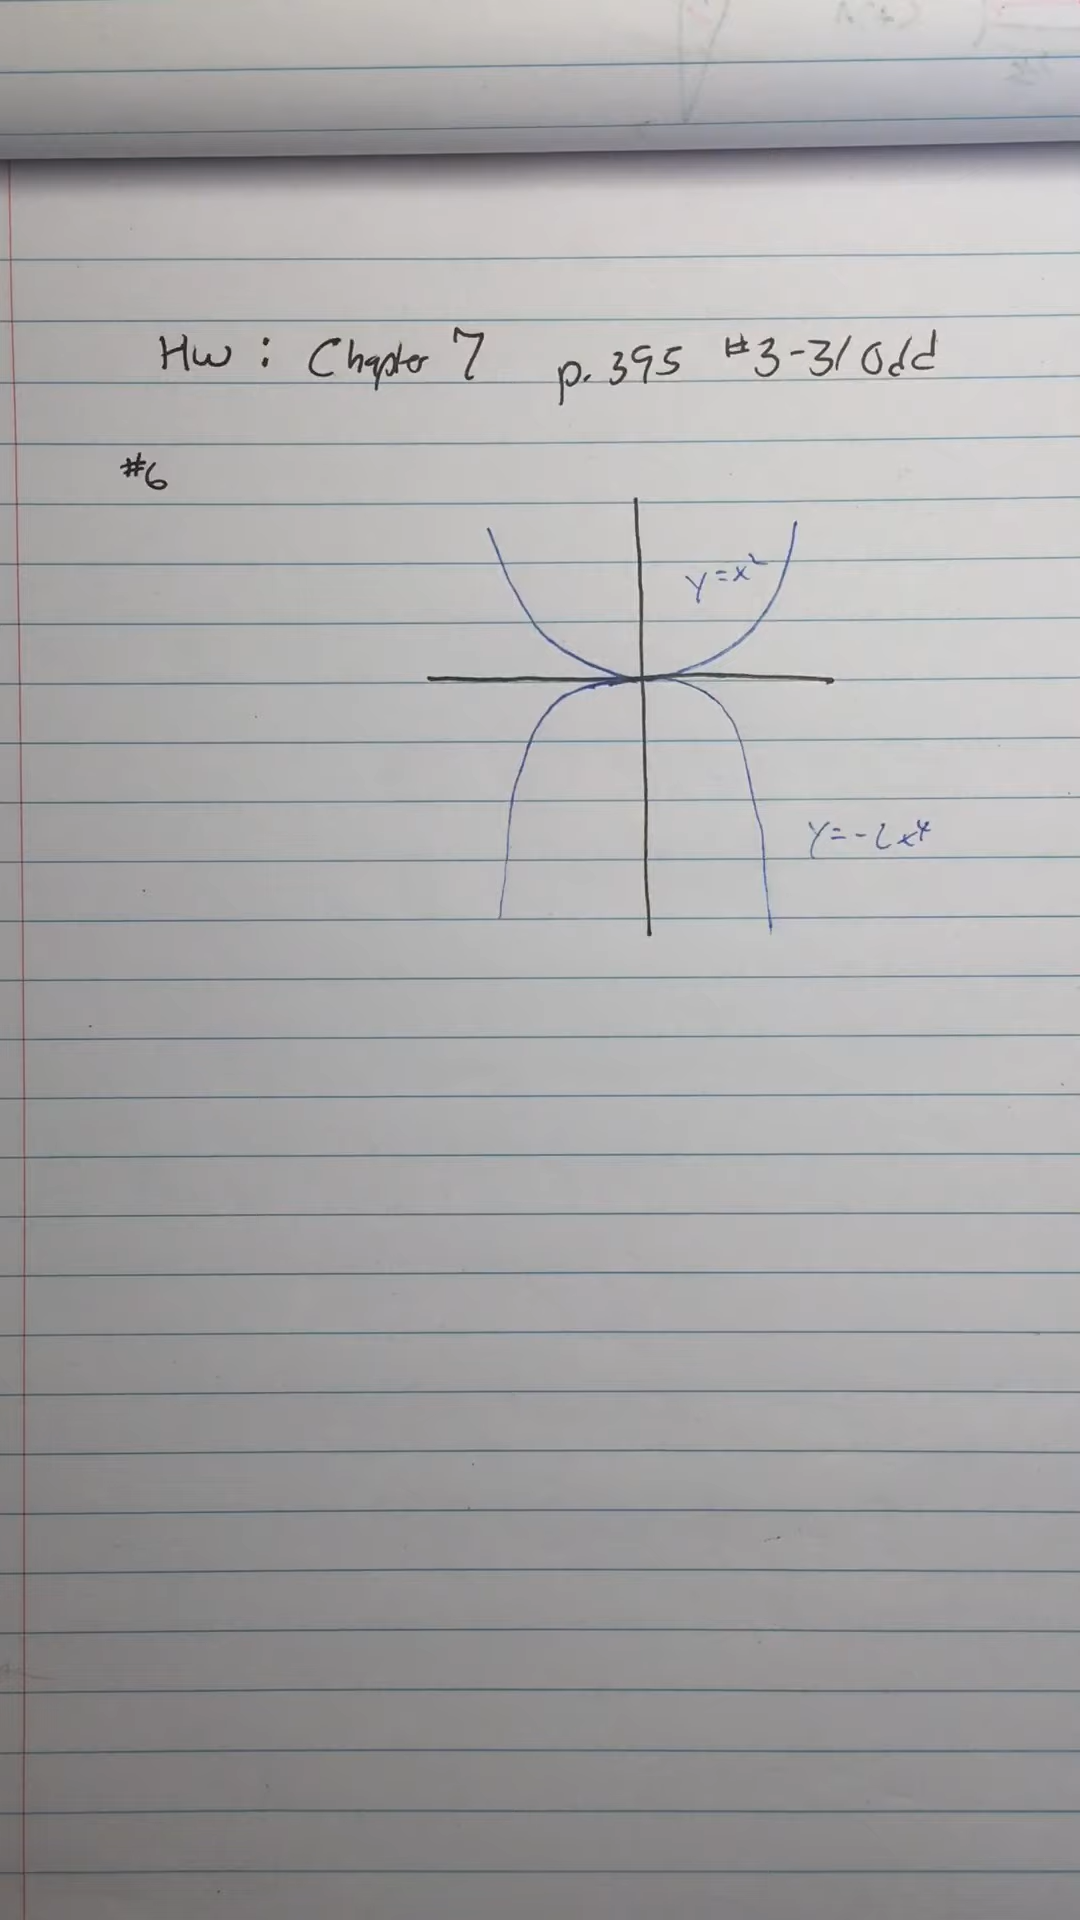 Hw : Chapter 7 p. 395 #3-31 Odd
#6
y=x²
y=-2x⁴